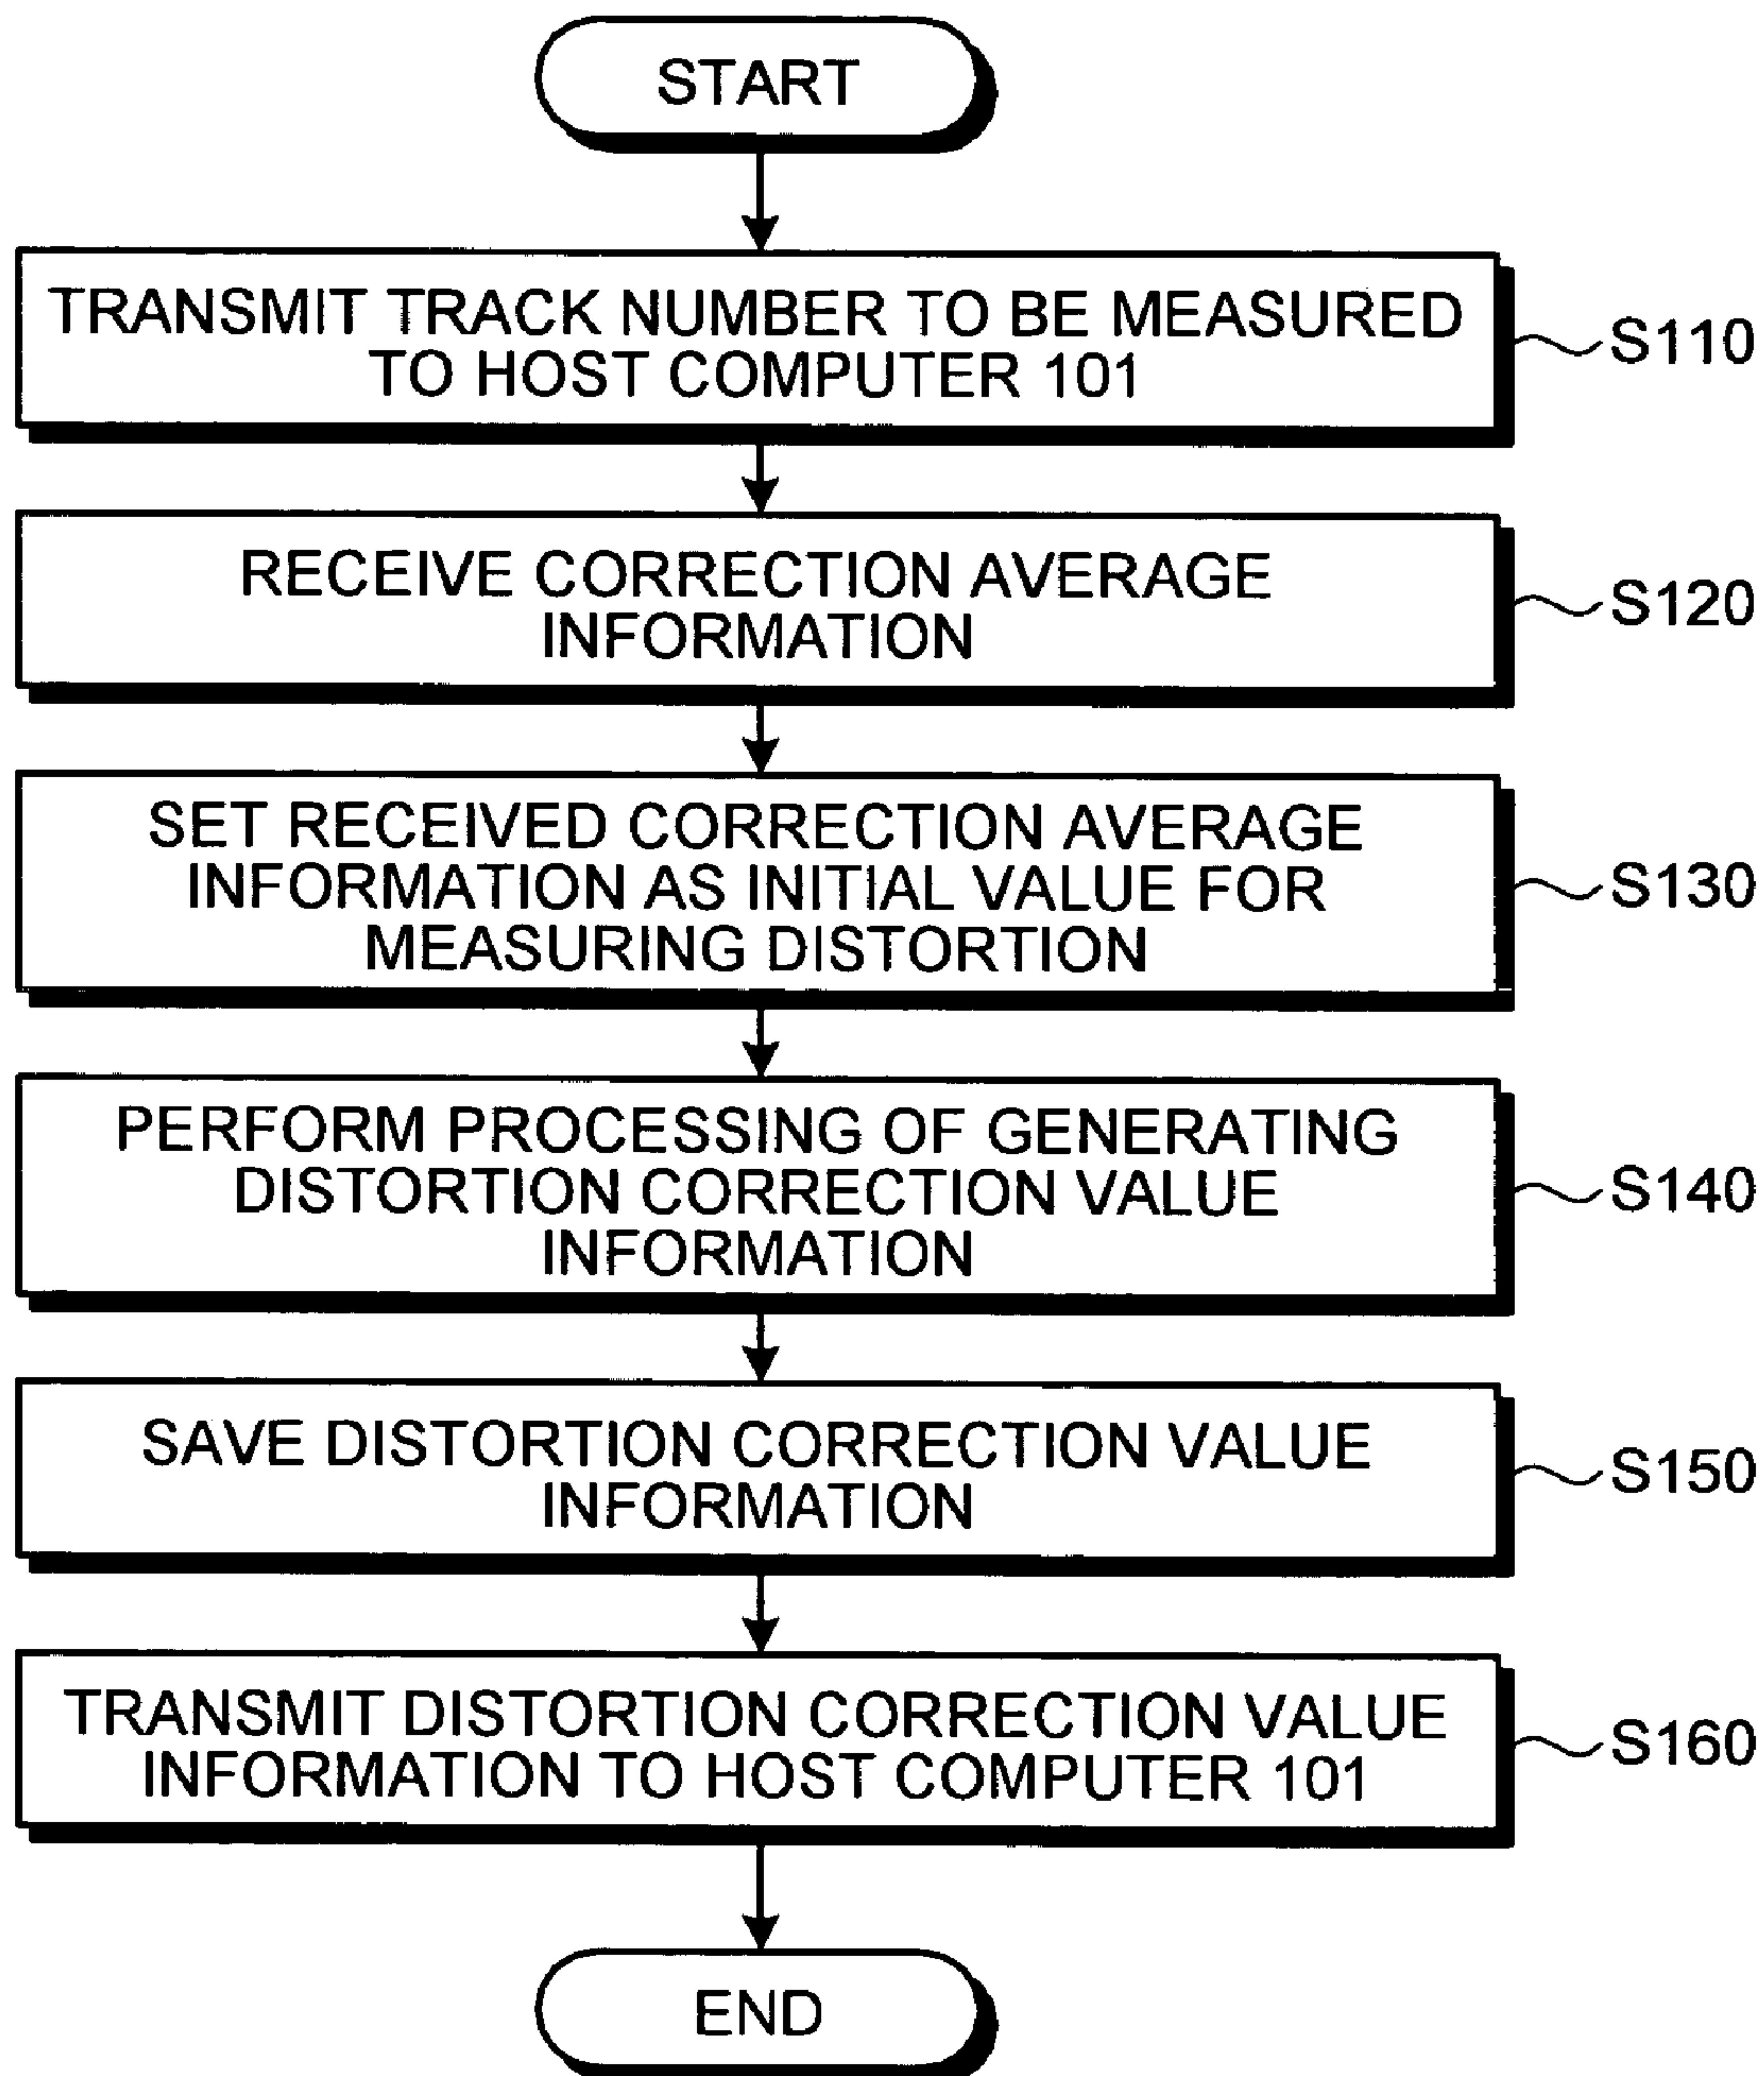 START
TRANSMIT TRACK NUMBER TO BE MEASURED
TO HOST COMPUTER 101
S110
RECEIVE CORRECTION AVERAGE
INFORMATION
S120
SET RECEIVED CORRECTION AVERAGE
INFORMATION AS INITIAL VALUE FOR
MEASURING DISTORTION
S130
PERFORM PROCESSING OF GENERATING
DISTORTION CORRECTION VALUE
INFORMATION
S140
SAVE DISTORTION CORRECTION VALUE
INFORMATION
S150
TRANSMIT DISTORTION CORRECTION VALUE
INFORMATION TO HOST COMPUTER 101
S160
END